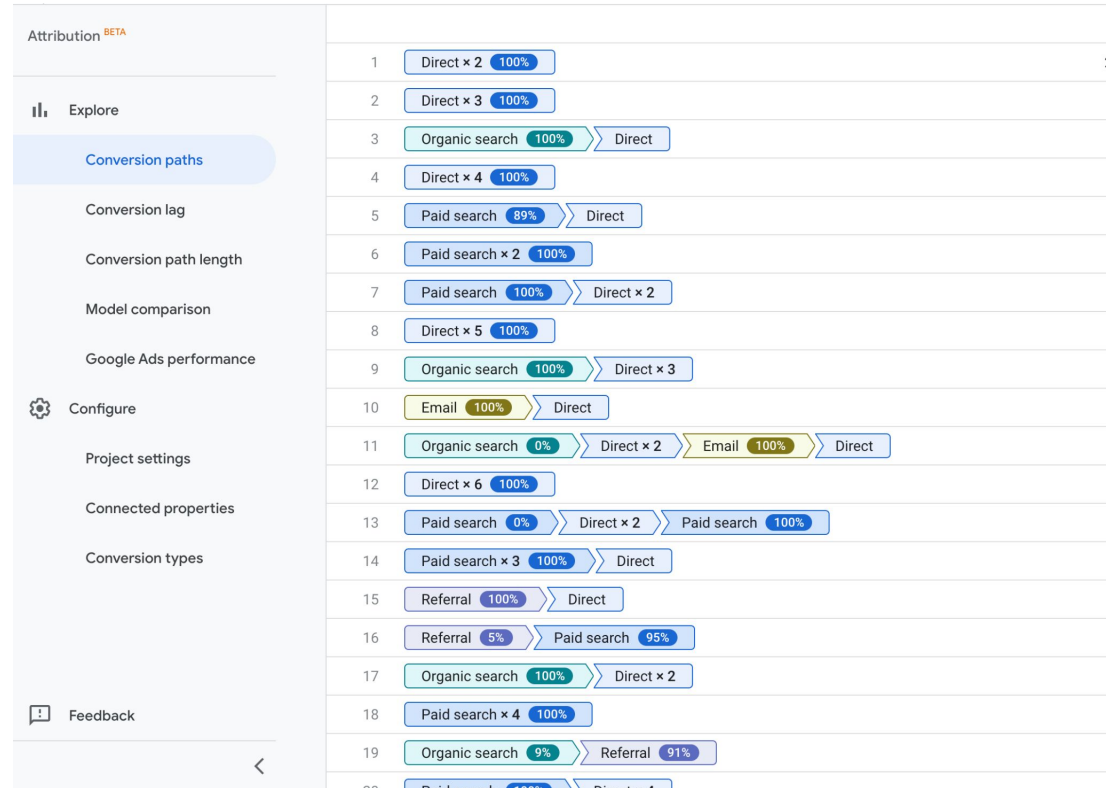 Attribution BETA
Explore
Conversion paths
Conversion lag
Conversion path length
Model comparison
Google Ads performance
Configure
Project settings
Connected properties
Conversion types
Feedback
1 Direct × 2 100%
2 Direct × 3 100%
3 Organic search 100% Direct
4 Direct × 4 100%
5 Paid search 89% Direct
6 Paid search × 2 100%
7 Paid search 100% Direct × 2
8 Direct × 5 100%
9 Organic search 100% Direct × 3
10 Email 100% Direct
11 Organic search 0% Direct × 2 Email 100% Direct
12 Direct × 6 100%
13 Paid search 0% Direct × 2 Paid search 100%
14 Paid search × 3 100% Direct
15 Referral 100% Direct
16 Referral 5% Paid search 95%
17 Organic search 100% Direct × 2
18 Paid search × 4 100%
19 Organic search 9% Referral 91%